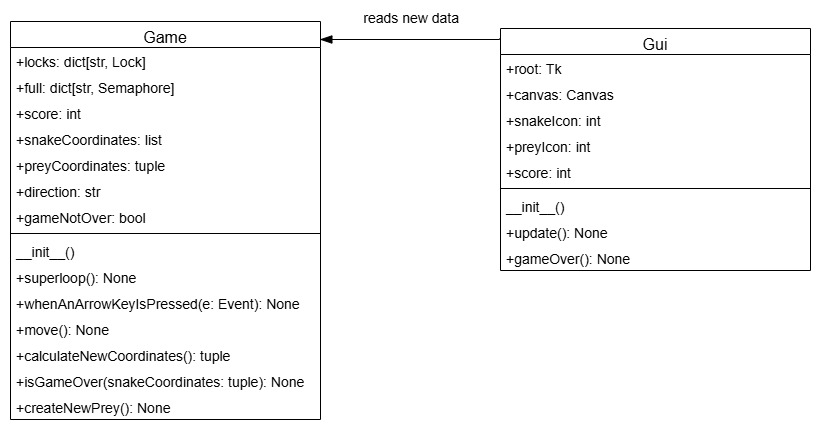 reads new data
Game
+locks: dict[str, Lock]
+full: dict[str, Semaphore]
+score: int
+snakeCoordinates: list
+preyCoordinates: tuple
+direction: str
+gameNotOver: bool
__init__()
+superloop(): None
+whenAnArrowKeyIsPressed(e: Event): None
+move(): None
+calculateNewCoordinates(): tuple
+isGameOver(snakeCoordinates: tuple): None
+createNewPrey(): None
Gui
+root: Tk
+canvas: Canvas
+snakeIcon: int
+preyIcon: int
+score: int
__init__()
+update(): None
+gameOver(): None